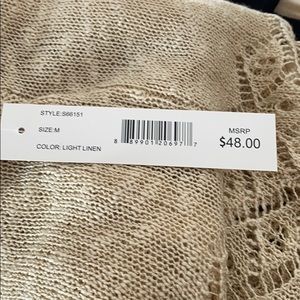 STYLE:S66151
SIZE:M
COLOR: LIGHT LINEN
8 89901 20697 7
MSRP
$48.00